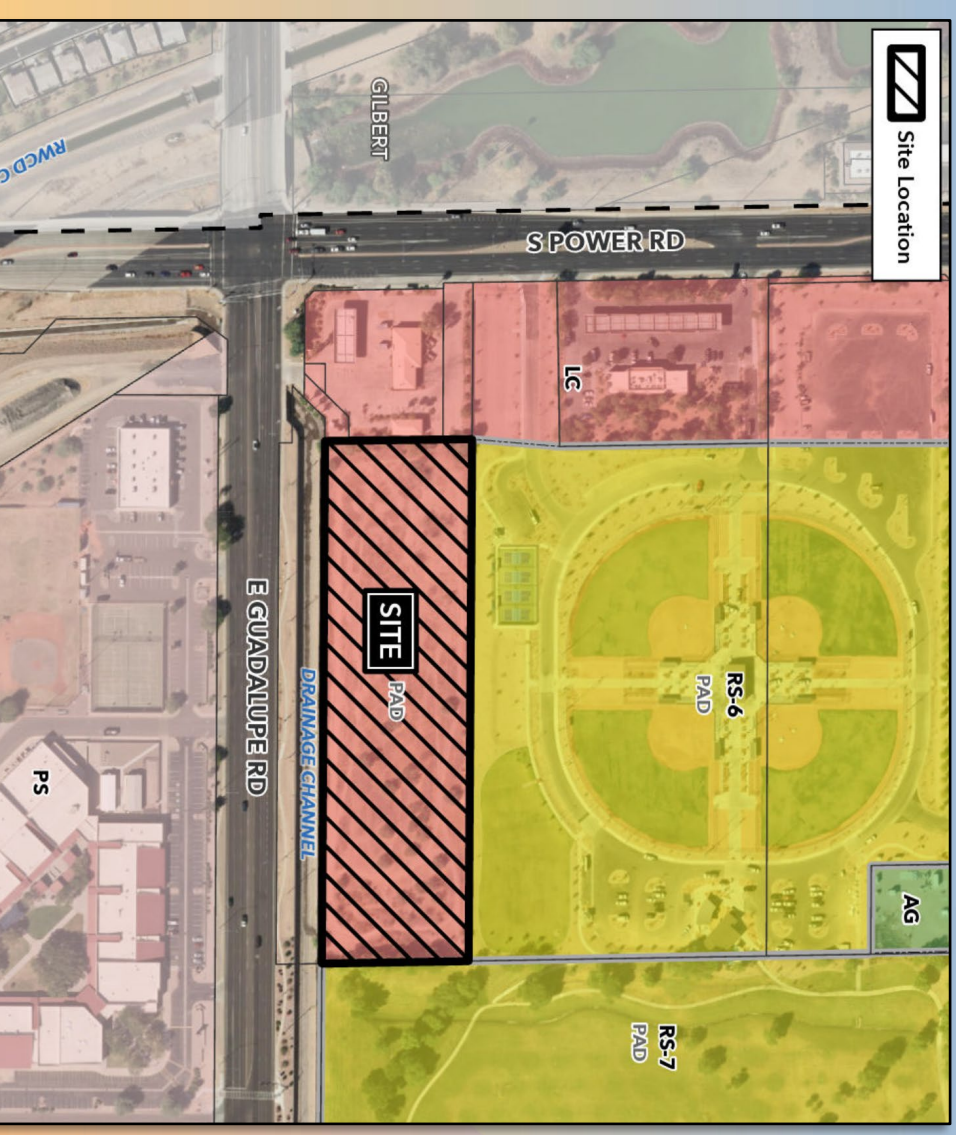 Site Location
AG
RS-6
PAD
S POWER RD
RS-7
PAD
LC
GILBERT
SITE
PAD
DRAINAGE CHANNEL
E GUADALUPE RD
RWCD
PS